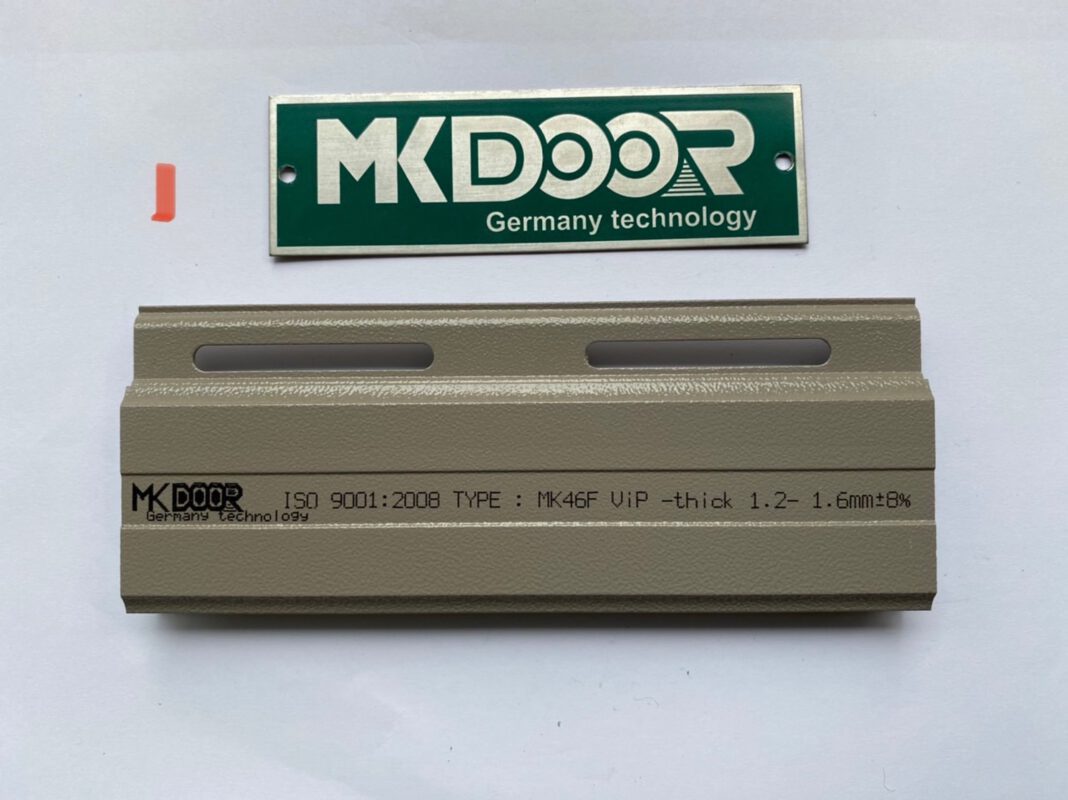 MKDOOR
Germany technology
MKDOOR ISO 9001:2008 TYPE : MK46F ViP -thick 1.2- 1.6mm±8%
Germany technology